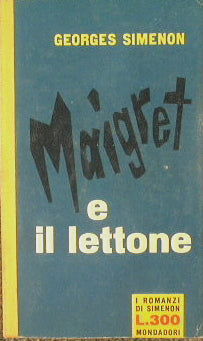 GEORGES SIMENON
Maigret
e
il lettone
I ROMANZI
DI SIMENON
L.300
MONDADORI